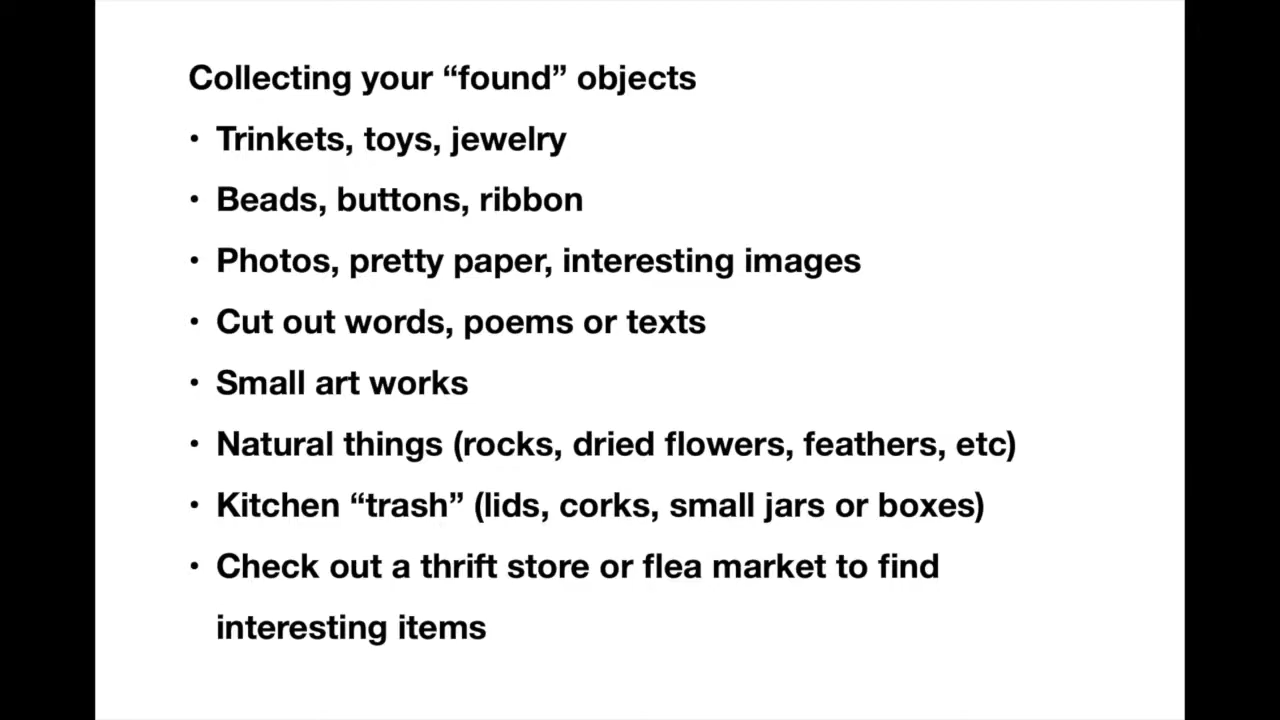 Collecting your “found” objects
• Trinkets, toys, jewelry
• Beads, buttons, ribbon
• Photos, pretty paper, interesting images
• Cut out words, poems or texts
• Small art works
• Natural things (rocks, dried flowers, feathers, etc)
• Kitchen “trash” (lids, corks, small jars or boxes)
• Check out a thrift store or flea market to find
interesting items